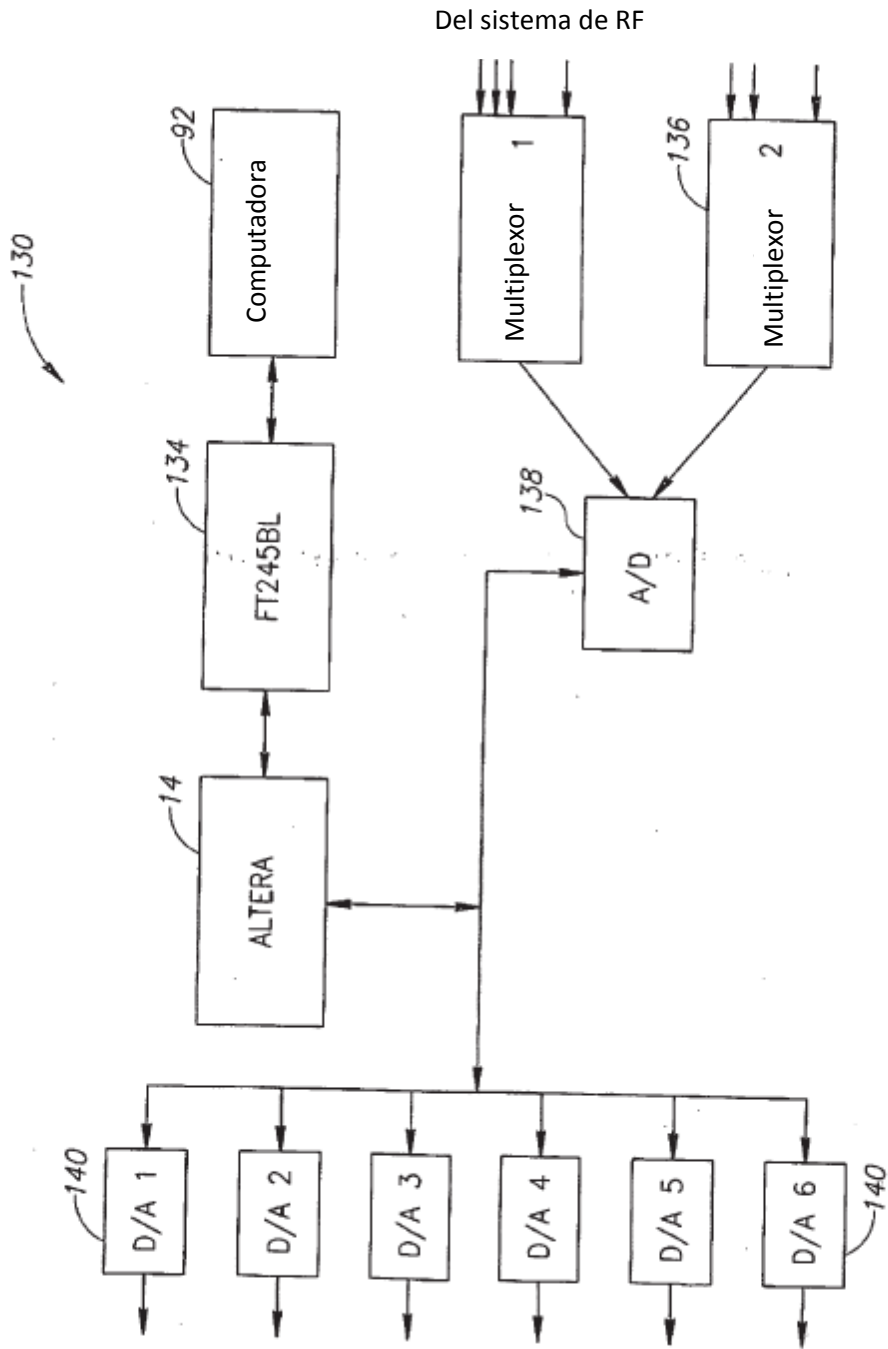 Del sistema de RF
130
92
Computadora
134
FT245BL
14
ALTERA
1
Multiplexor
136
2
Multiplexor
138
A/D
140
D/A 1
D/A 2
D/A 3
D/A 4
D/A 5
D/A 6
140